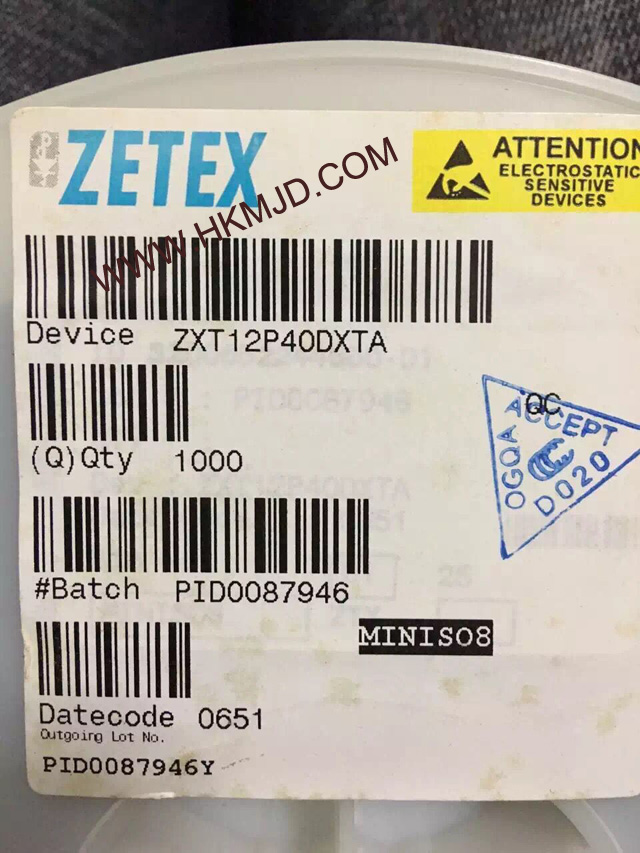 ZETEX
ATTENTION
ELECTROSTATIC
SENSITIVE
DEVICES
WWW.HKMJD.COM
Device ZXT12P40DXTA
(Q)Qty 1000
QC
ACCEPT
OGQA
D020
#Batch PID0087946
MINISO8
Datecode 0651
Outgoing Lot No.
PID0087946Y